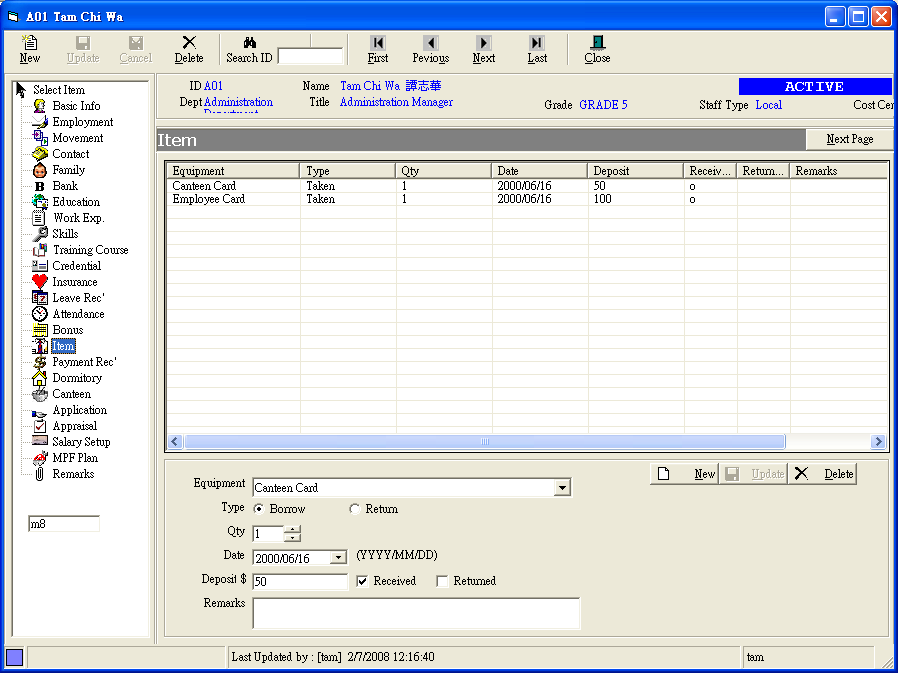 A01 Tam Chi Wa
New Update Cancel Delete Search ID First Pevious Next Last Close
Select Item
Basic Info
Employment
Movement
Contact
Family
Bank
Education
Work Exp.
Skills
Training Course
Credential
Insurance
Leave Rec'
Attendance
Bonus
Item
Payment Rec'
Dormitory
Canteen
Application
Appraisal
Salary Setup
MPF Plan
Remarks
m8
ID A01 Name Tam Chi Wa 譚志華 ACTIVE
Dept Administration Title Administration Manager Grade GRADE 5 Staff Type Local Cost Cen
Item Next Page
Equipment Type Qty Date Deposit Receiv... Return... Remarks
Canteen Card Taken 1 2000/06/16 50 o
Employee Card Taken 1 2000/06/16 100 o
New Update Delete
Equipment Canteen Card
Type Borrow Return
Qty 1
Date 2000/06/16 (YYYY/MM/DD)
Deposit $ 50 Received Returned
Remarks
Last Updated by : [tam] 2/7/2008 12:16:40 tam